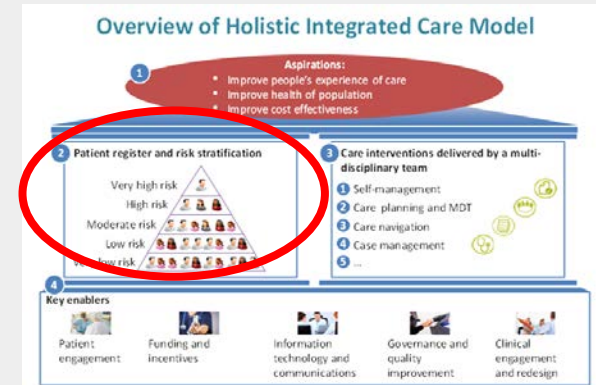 Overview of Holistic Integrated Care Model
1
Aspirations:
Improve people's experience of care
Improve health of population
Improve cost effectiveness
2 Patient register and risk stratification
Very high risk
High risk
Moderate risk
Low risk
Very low risk
3 Care interventions delivered by a multi-
disciplinary team
1 Self-management
2 Care planning and MDT
3 Care navigation
4 Case management
5 ...
4
Key enablers
Patient
engagement
Funding and
incentives
Information
technology and
communications
Governance and
quality
improvement
Clinical
engagement
and redesign